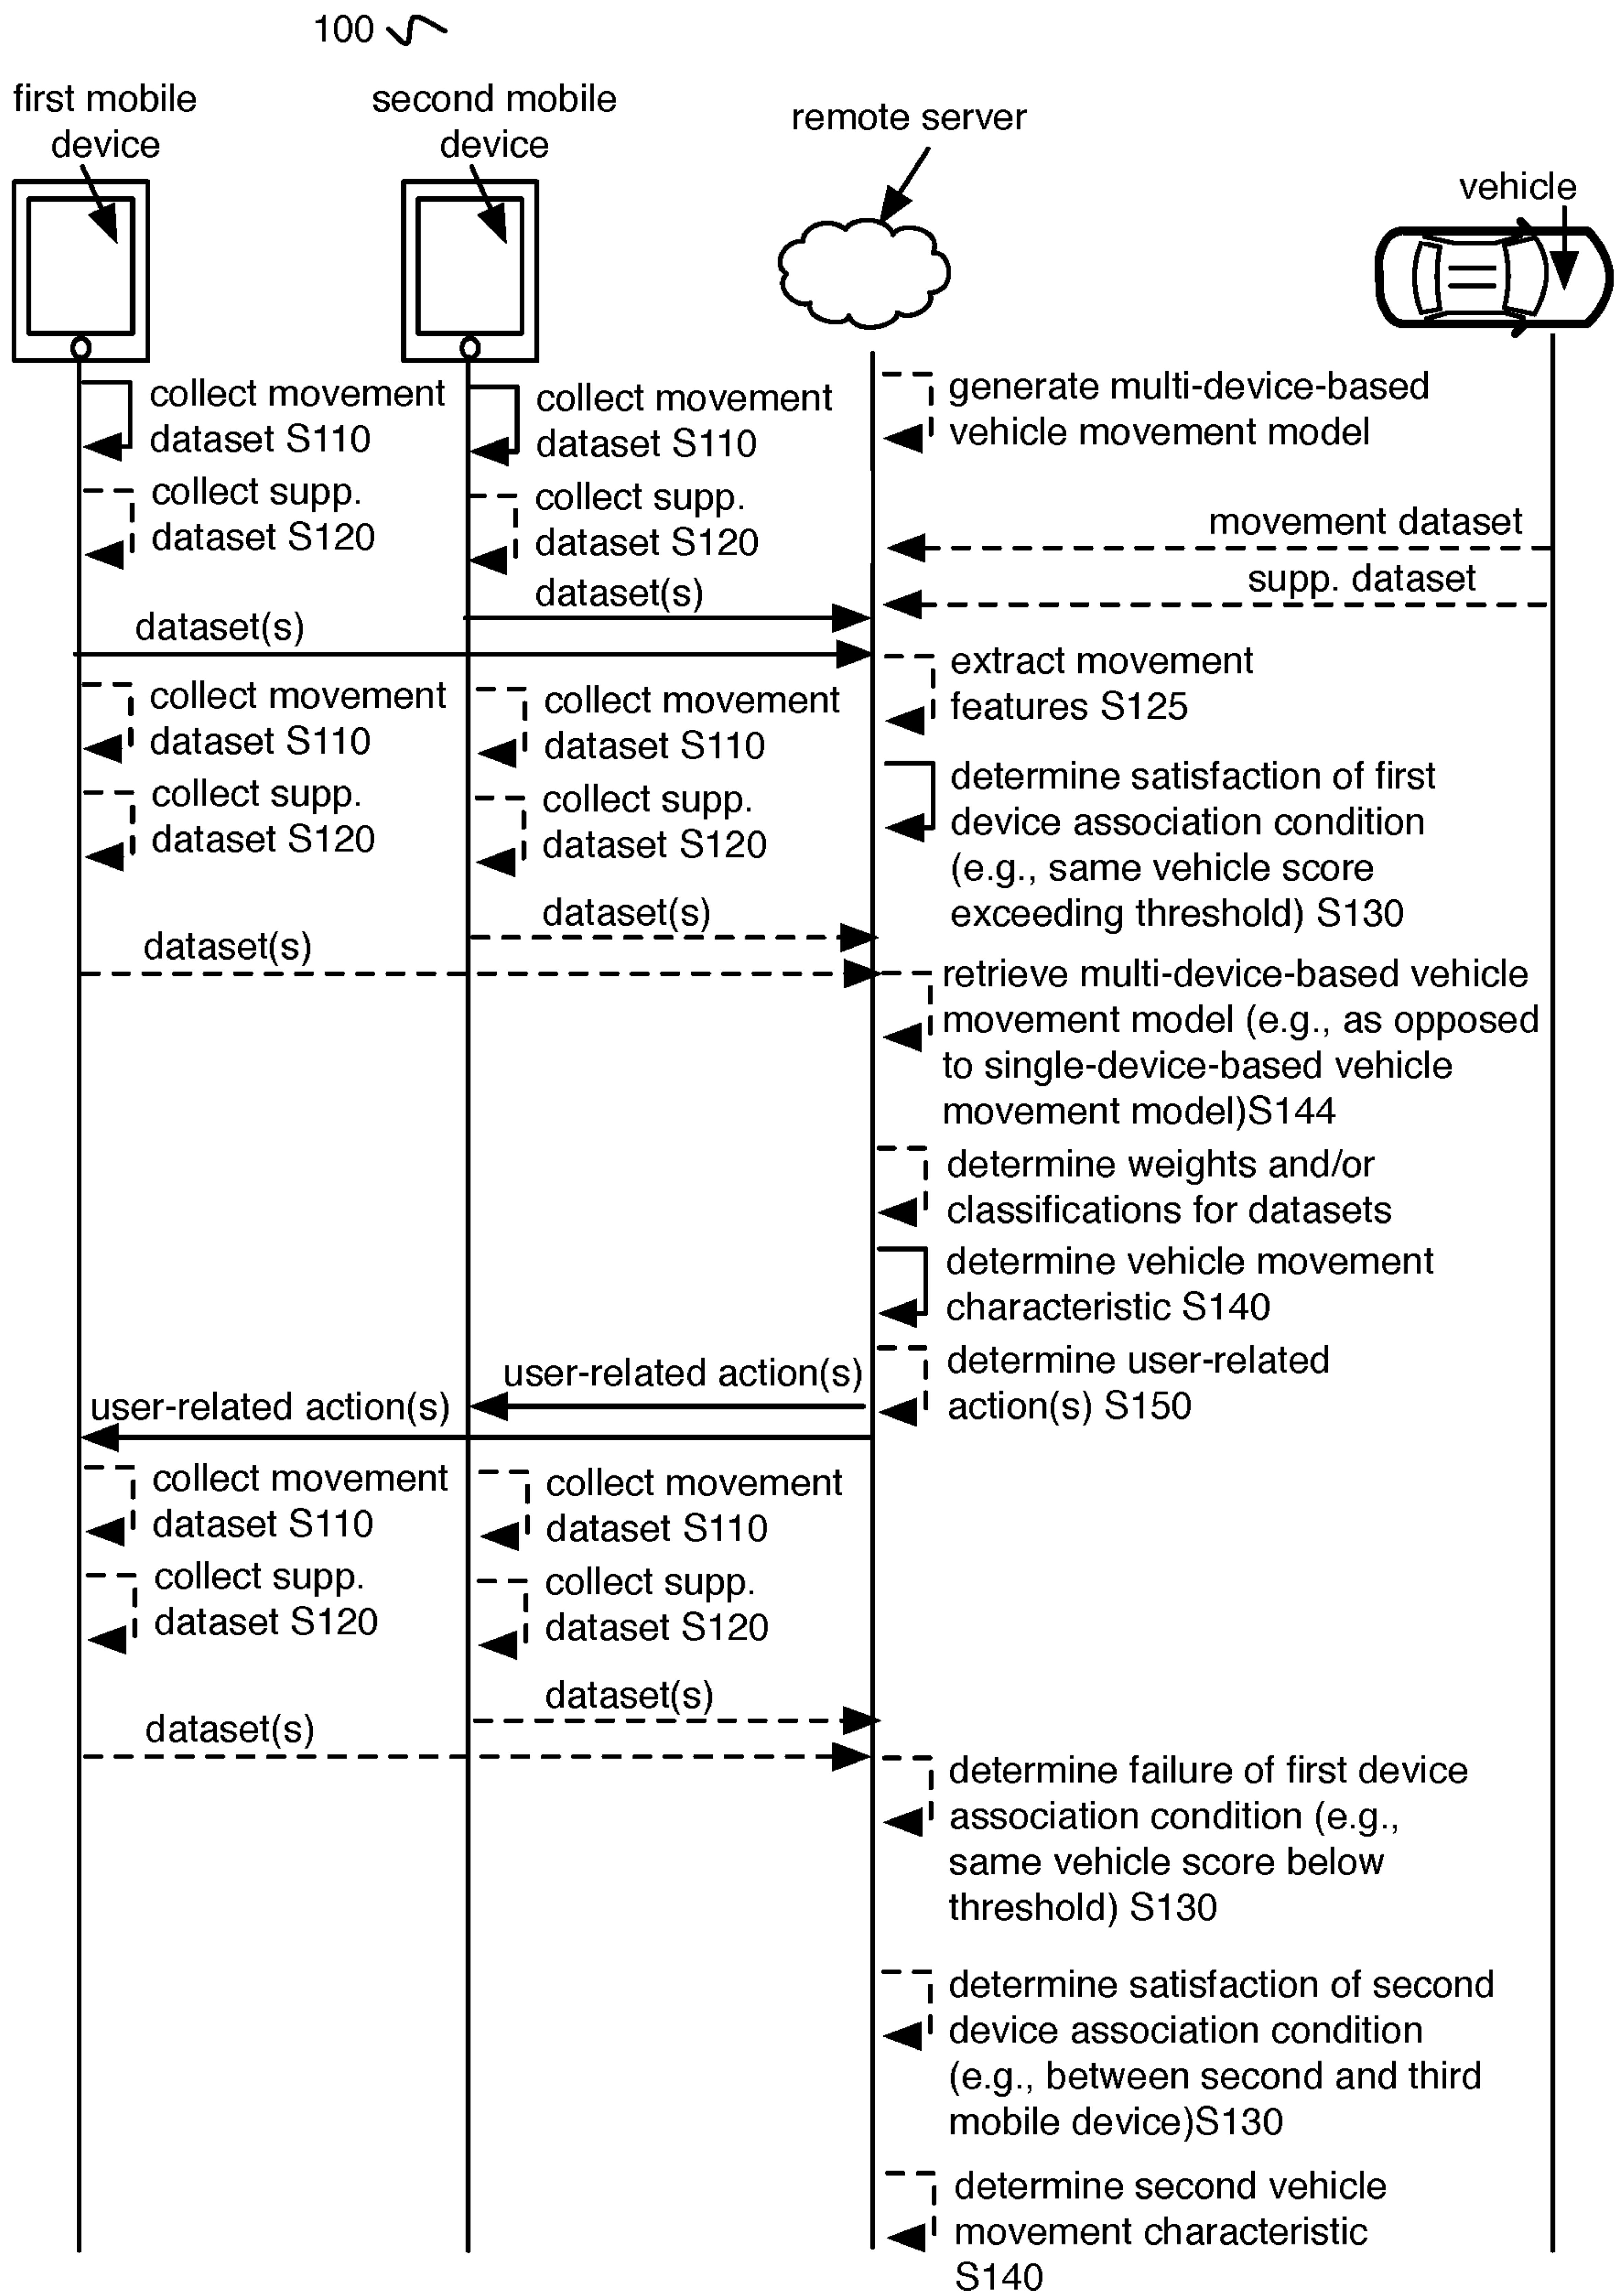 100
first mobile
device
second mobile
device
remote server
vehicle
collect movement
dataset S110
collect movement
dataset S110
generate multi-device-based
vehicle movement model
collect supp.
dataset S120
collect supp.
dataset S120
movement dataset
supp. dataset
dataset(s)
dataset(s)
extract movement
features S125
collect movement
dataset S110
collect movement
dataset S110
determine satisfaction of first
device association condition
(e.g., same vehicle score
exceeding threshold) S130
collect supp.
dataset S120
collect supp.
dataset S120
dataset(s)
dataset(s)
retrieve multi-device-based vehicle
movement model (e.g., as opposed
to single-device-based vehicle
movement model)S144
determine weights and/or
classifications for datasets
determine vehicle movement
characteristic S140
determine user-related
action(s) S150
user-related action(s)
user-related action(s)
collect movement
dataset S110
collect movement
dataset S110
collect supp.
dataset S120
collect supp.
dataset S120
dataset(s)
dataset(s)
determine failure of first device
association condition (e.g.,
same vehicle score below
threshold) S130
determine satisfaction of second
device association condition
(e.g., between second and third
mobile device)S130
determine second vehicle
movement characteristic
S140